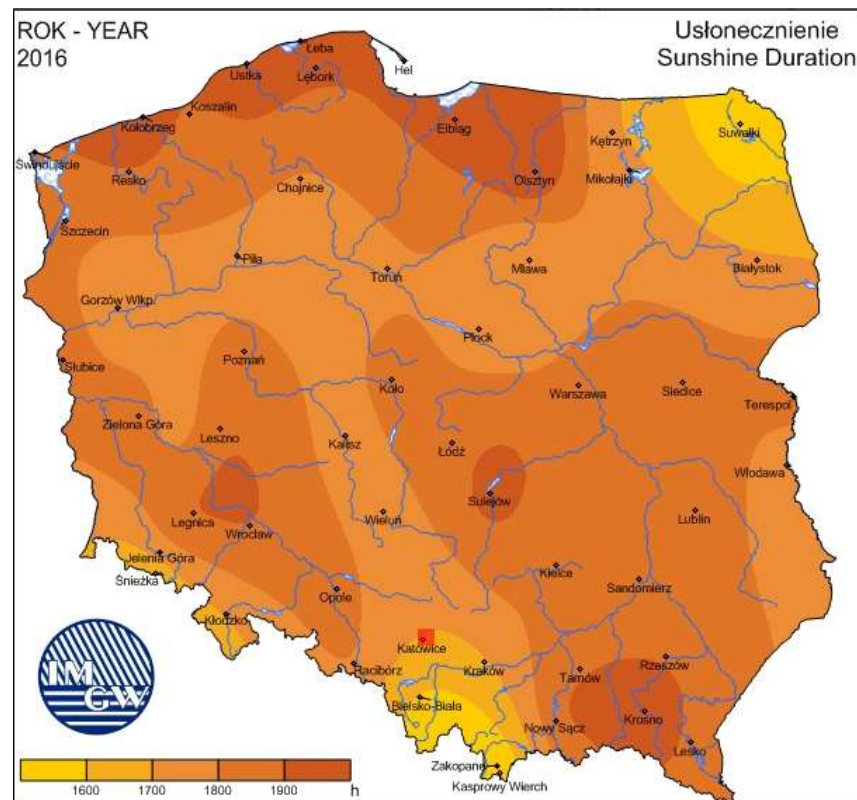 ROK - YEAR
2016
Usłonecznienie
Sunshine Duration
Łeba
Hel
Ustka
Lębork
Koszalin
Kołobrzeg
Elbląg
Suwałki
Kętrzyn
Świnoujście
Resko
Chojnice
Olsztyn
Mikołajki
Szczecin
Piła
Toruń
Mława
Białystok
Gorzów Wlkp.
Płock
Słubice
Poznań
Koło
Warszawa
Siedlce
Terespol
Zielona Góra
Leszno
Kalisz
Łódź
Włodawa
Sulejów
Legnica
Wrocław
Wieluń
Lublin
Jelenia Góra
Śnieżka
Kielce
Sandomierz
Opole
Kłodzko
Katowice
Racibórz
Kraków
Tarnów
Rzeszów
Bielsko-Biała
Nowy Sącz
Krosno
Lesko
Zakopane
Kasprowy Wierch
IM
GW
1600 1700 1800 1900 h